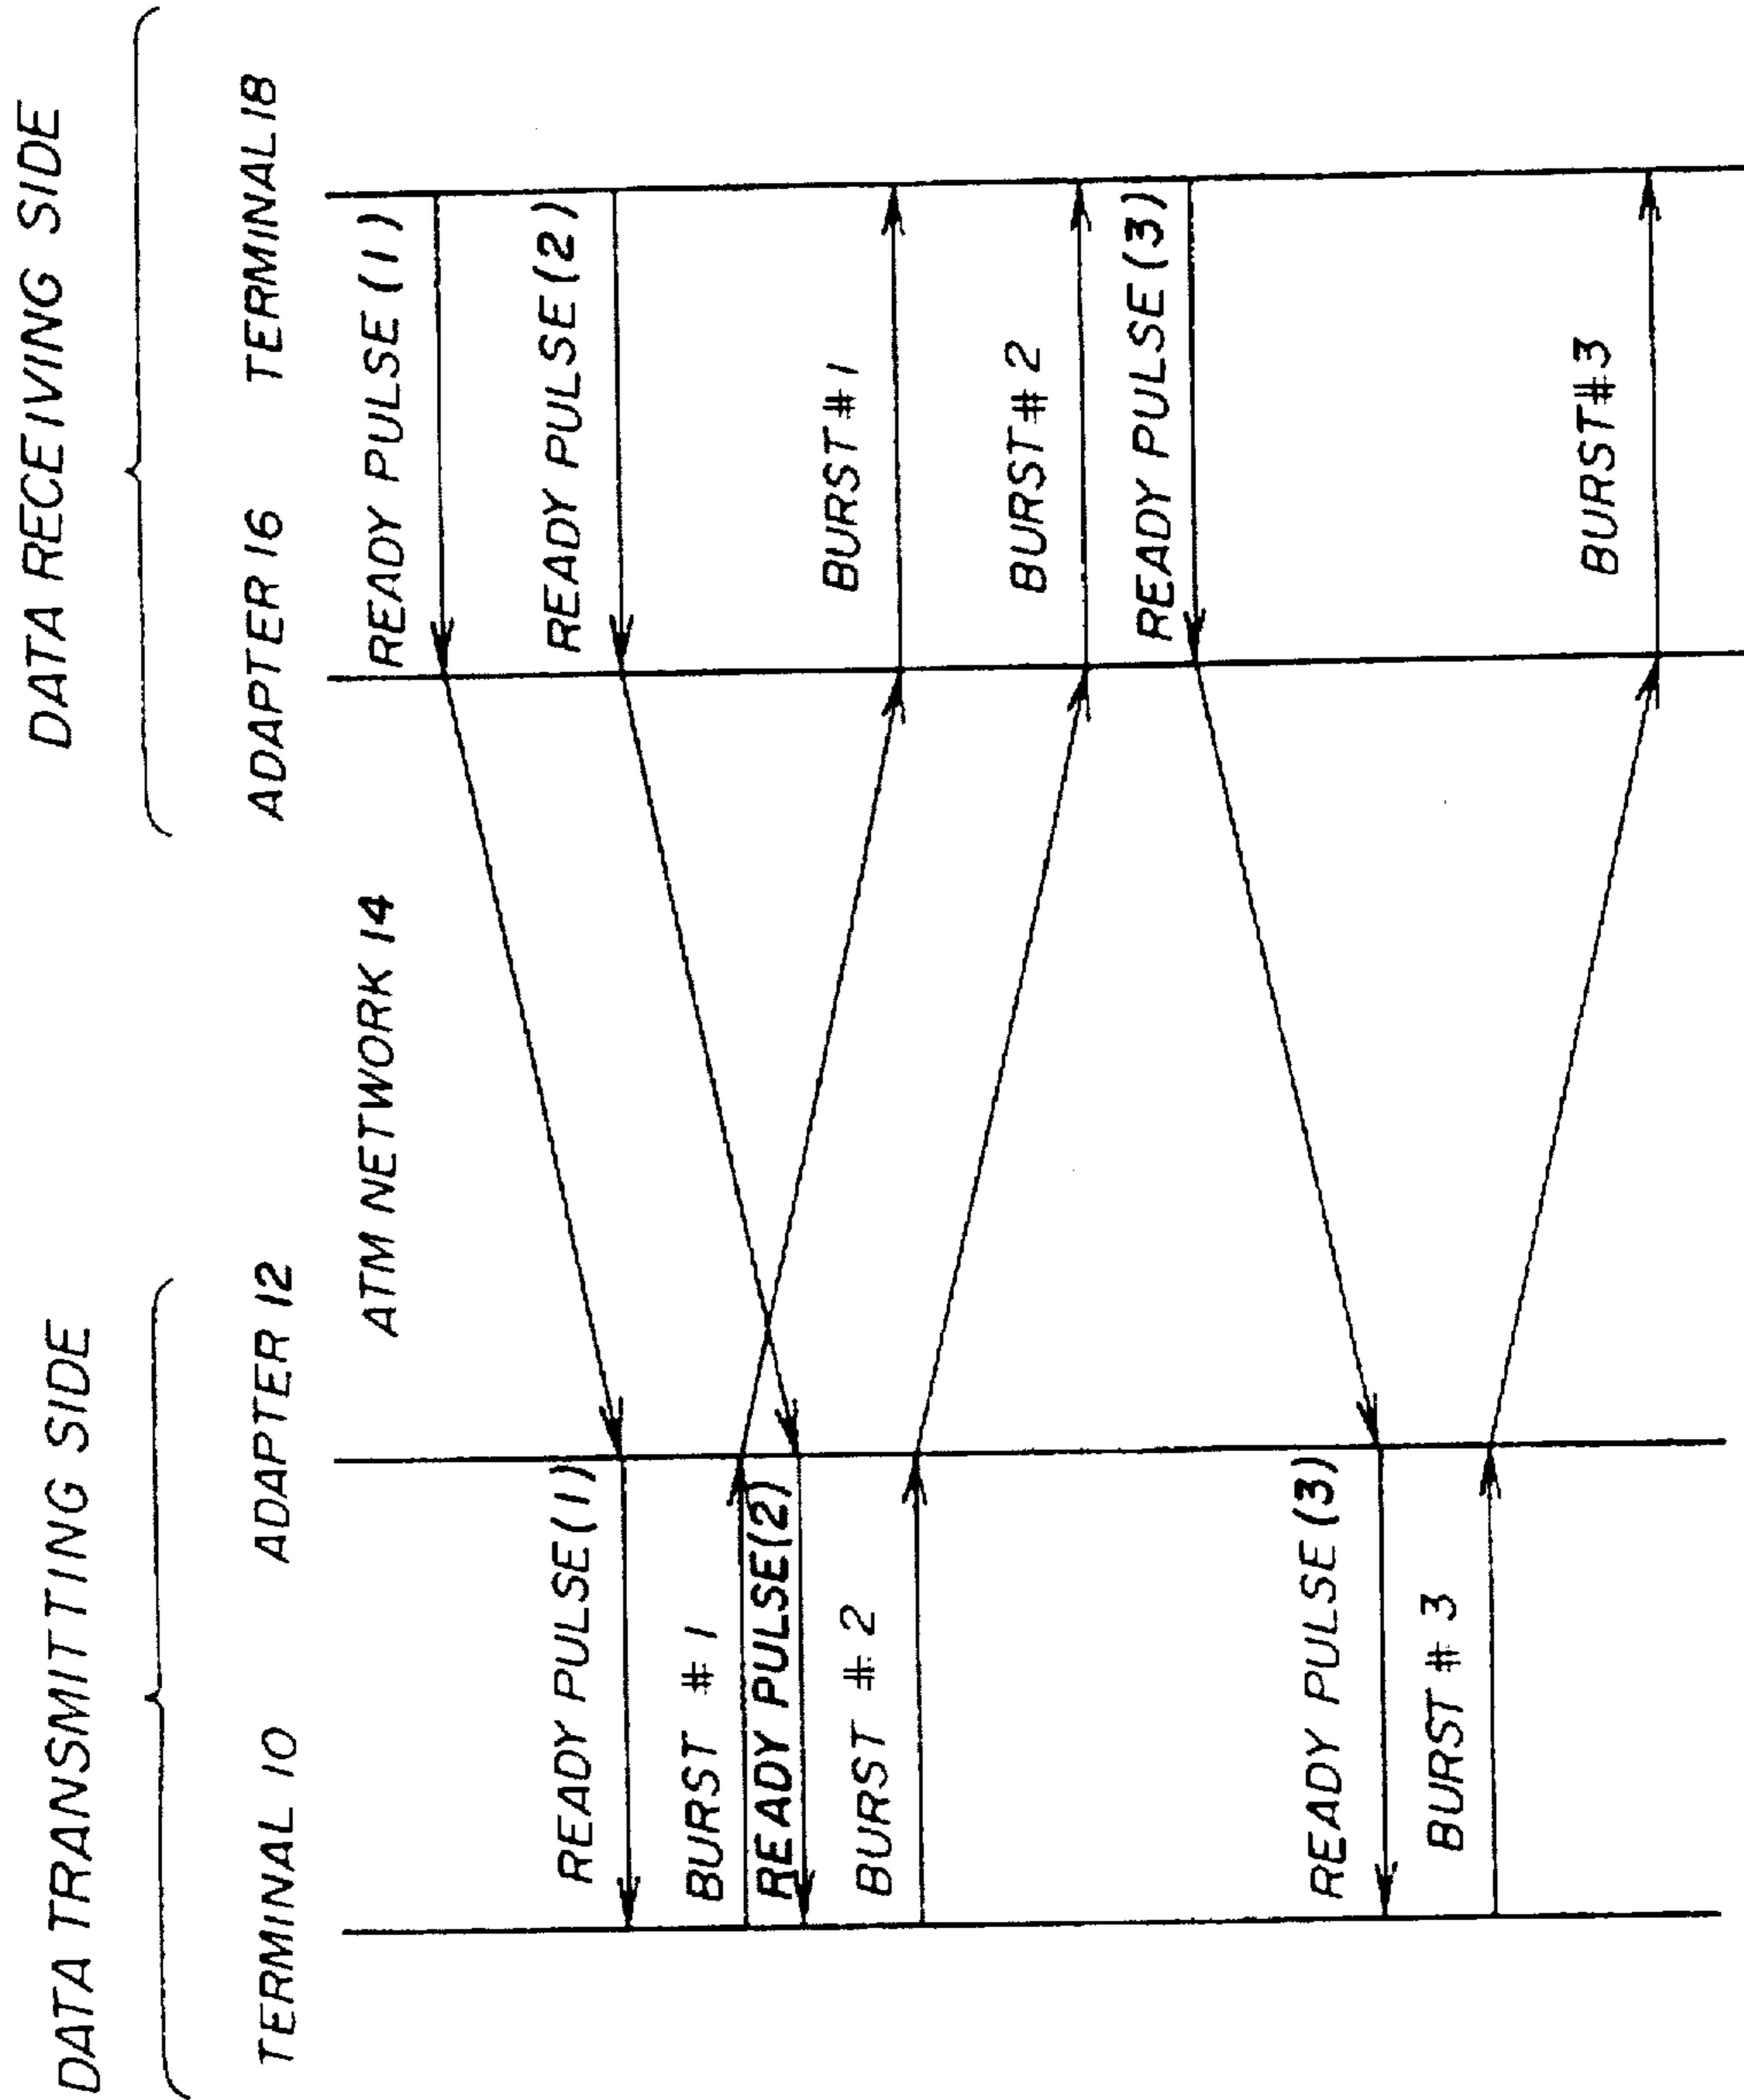 DATA TRANSMITTING SIDE
DATA RECEIVING SIDE
TERMINAL 10
ADAPTER 12
ADAPTER 16
TERMINAL 18
ATM NETWORK 14
READY PULSE (1)
READY PULSE (2)
READY PULSE(1)
BURST #1
BURST #1
READY PULSE(2)
BURST #2
BURST #2
READY PULSE (3)
READY PULSE (3)
BURST #3
BURST #3